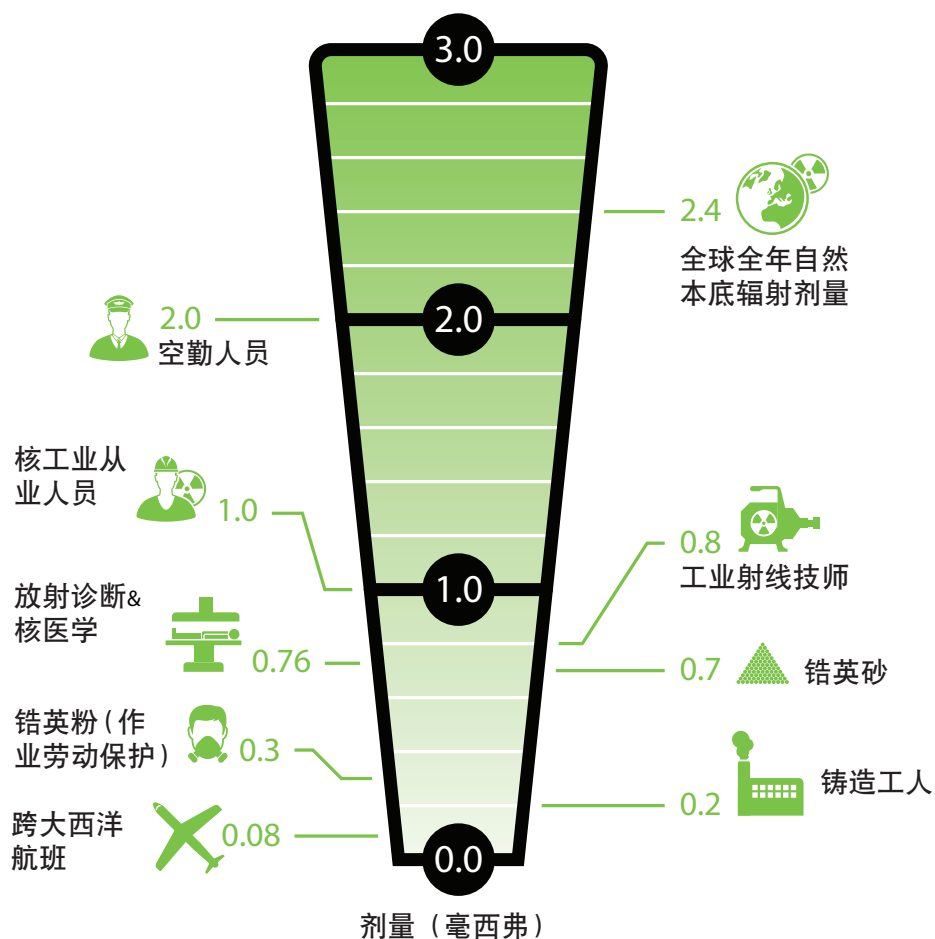 3.0
2.4
全球全年自然
本底辐射剂量
2.0
空勤人员
2.0
核工业从
业人员
1.0
0.8
工业射线技师
1.0
放射诊断&
核医学
0.76
0.7
锆英砂
锆英粉（作
业劳动保护）
0.3
0.2
铸造工人
跨大西洋
航班
0.08
0.0
剂量（毫西弗）